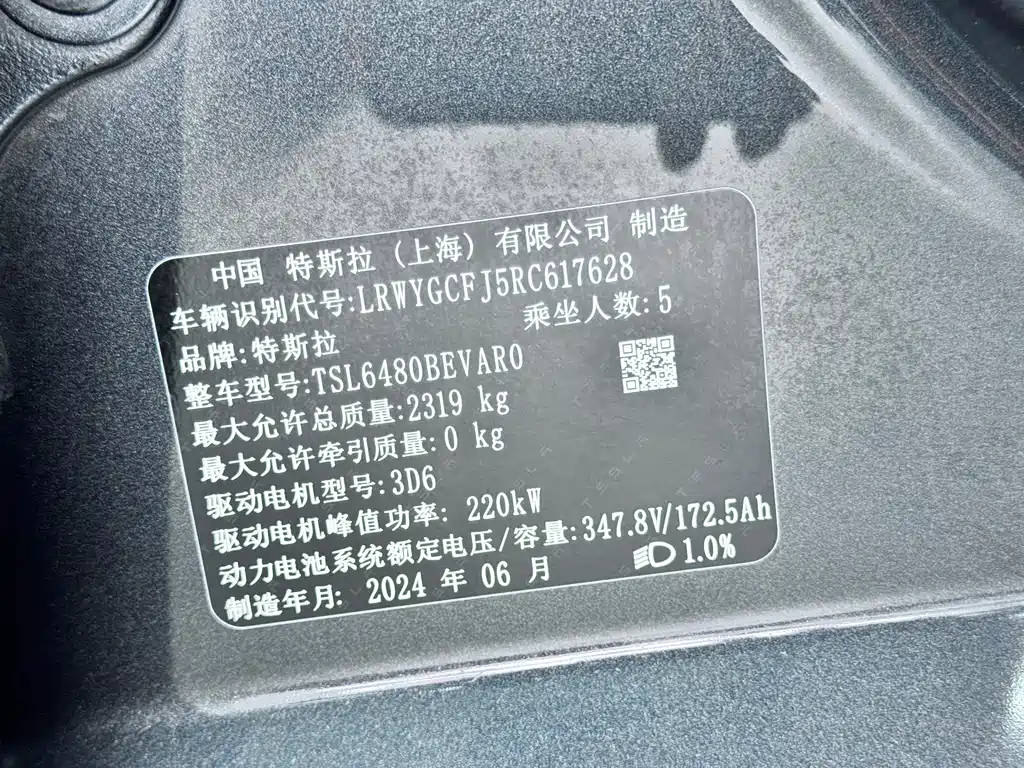 中国 特斯拉 (上海) 有限公司 制造
车辆识别代号:LRWYGCFJ5RC617628
品牌:特斯拉 乘坐人数:5
整车型号:TSL6480BEVAR0
最大允许总质量:2319 kg
最大允许牵引质量:0 kg
驱动电机型号:3D6
驱动电机峰值功率: 220kW
动力电池系统额定电压/容量:347.8V/172.5Ah
制造年月: 2024 年 06 月 1.0%